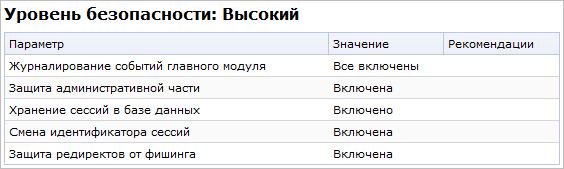 Уровень безопасности: Высокий
Параметр Значение Рекомендации
Журналирование событий главного модуля Все включены
Защита административной части Включена
Хранение сессий в базе данных Включено
Смена идентификатора сессий Включена
Защита редиректов от фишинга Включена